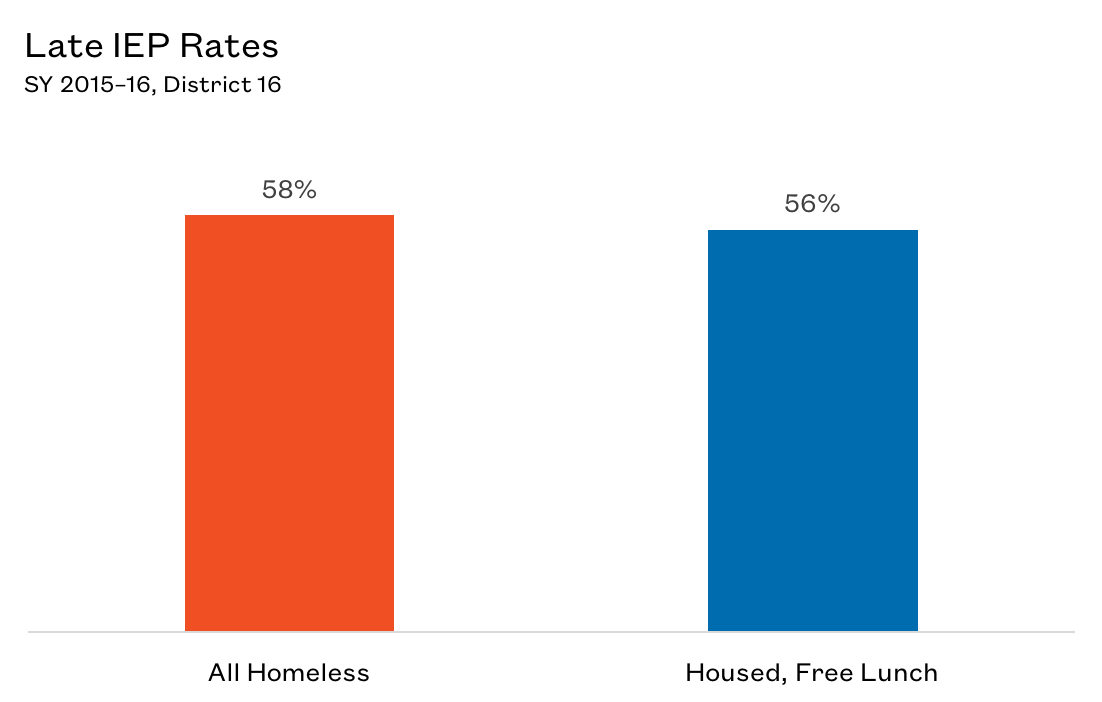 Late IEP Rates
SY 2015–16, District 16
58%
56%
All Homeless
Housed, Free Lunch